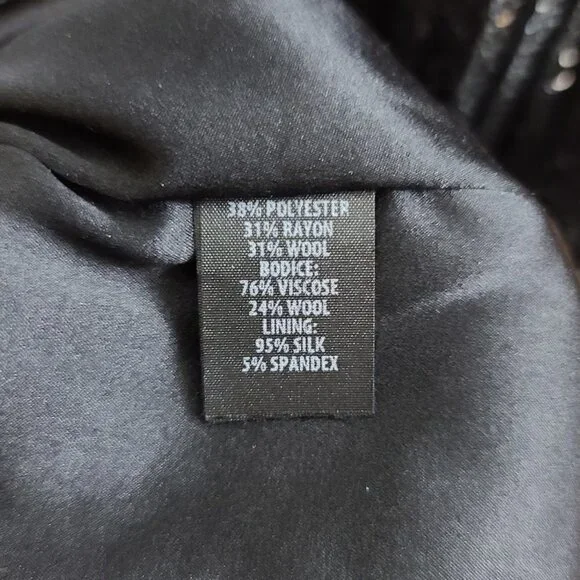 38% POLYESTER
31% RAYON
31% WOOL
BODICE:
76% VISCOSE
24% WOOL
LINING:
95% SILK
5% SPANDEX